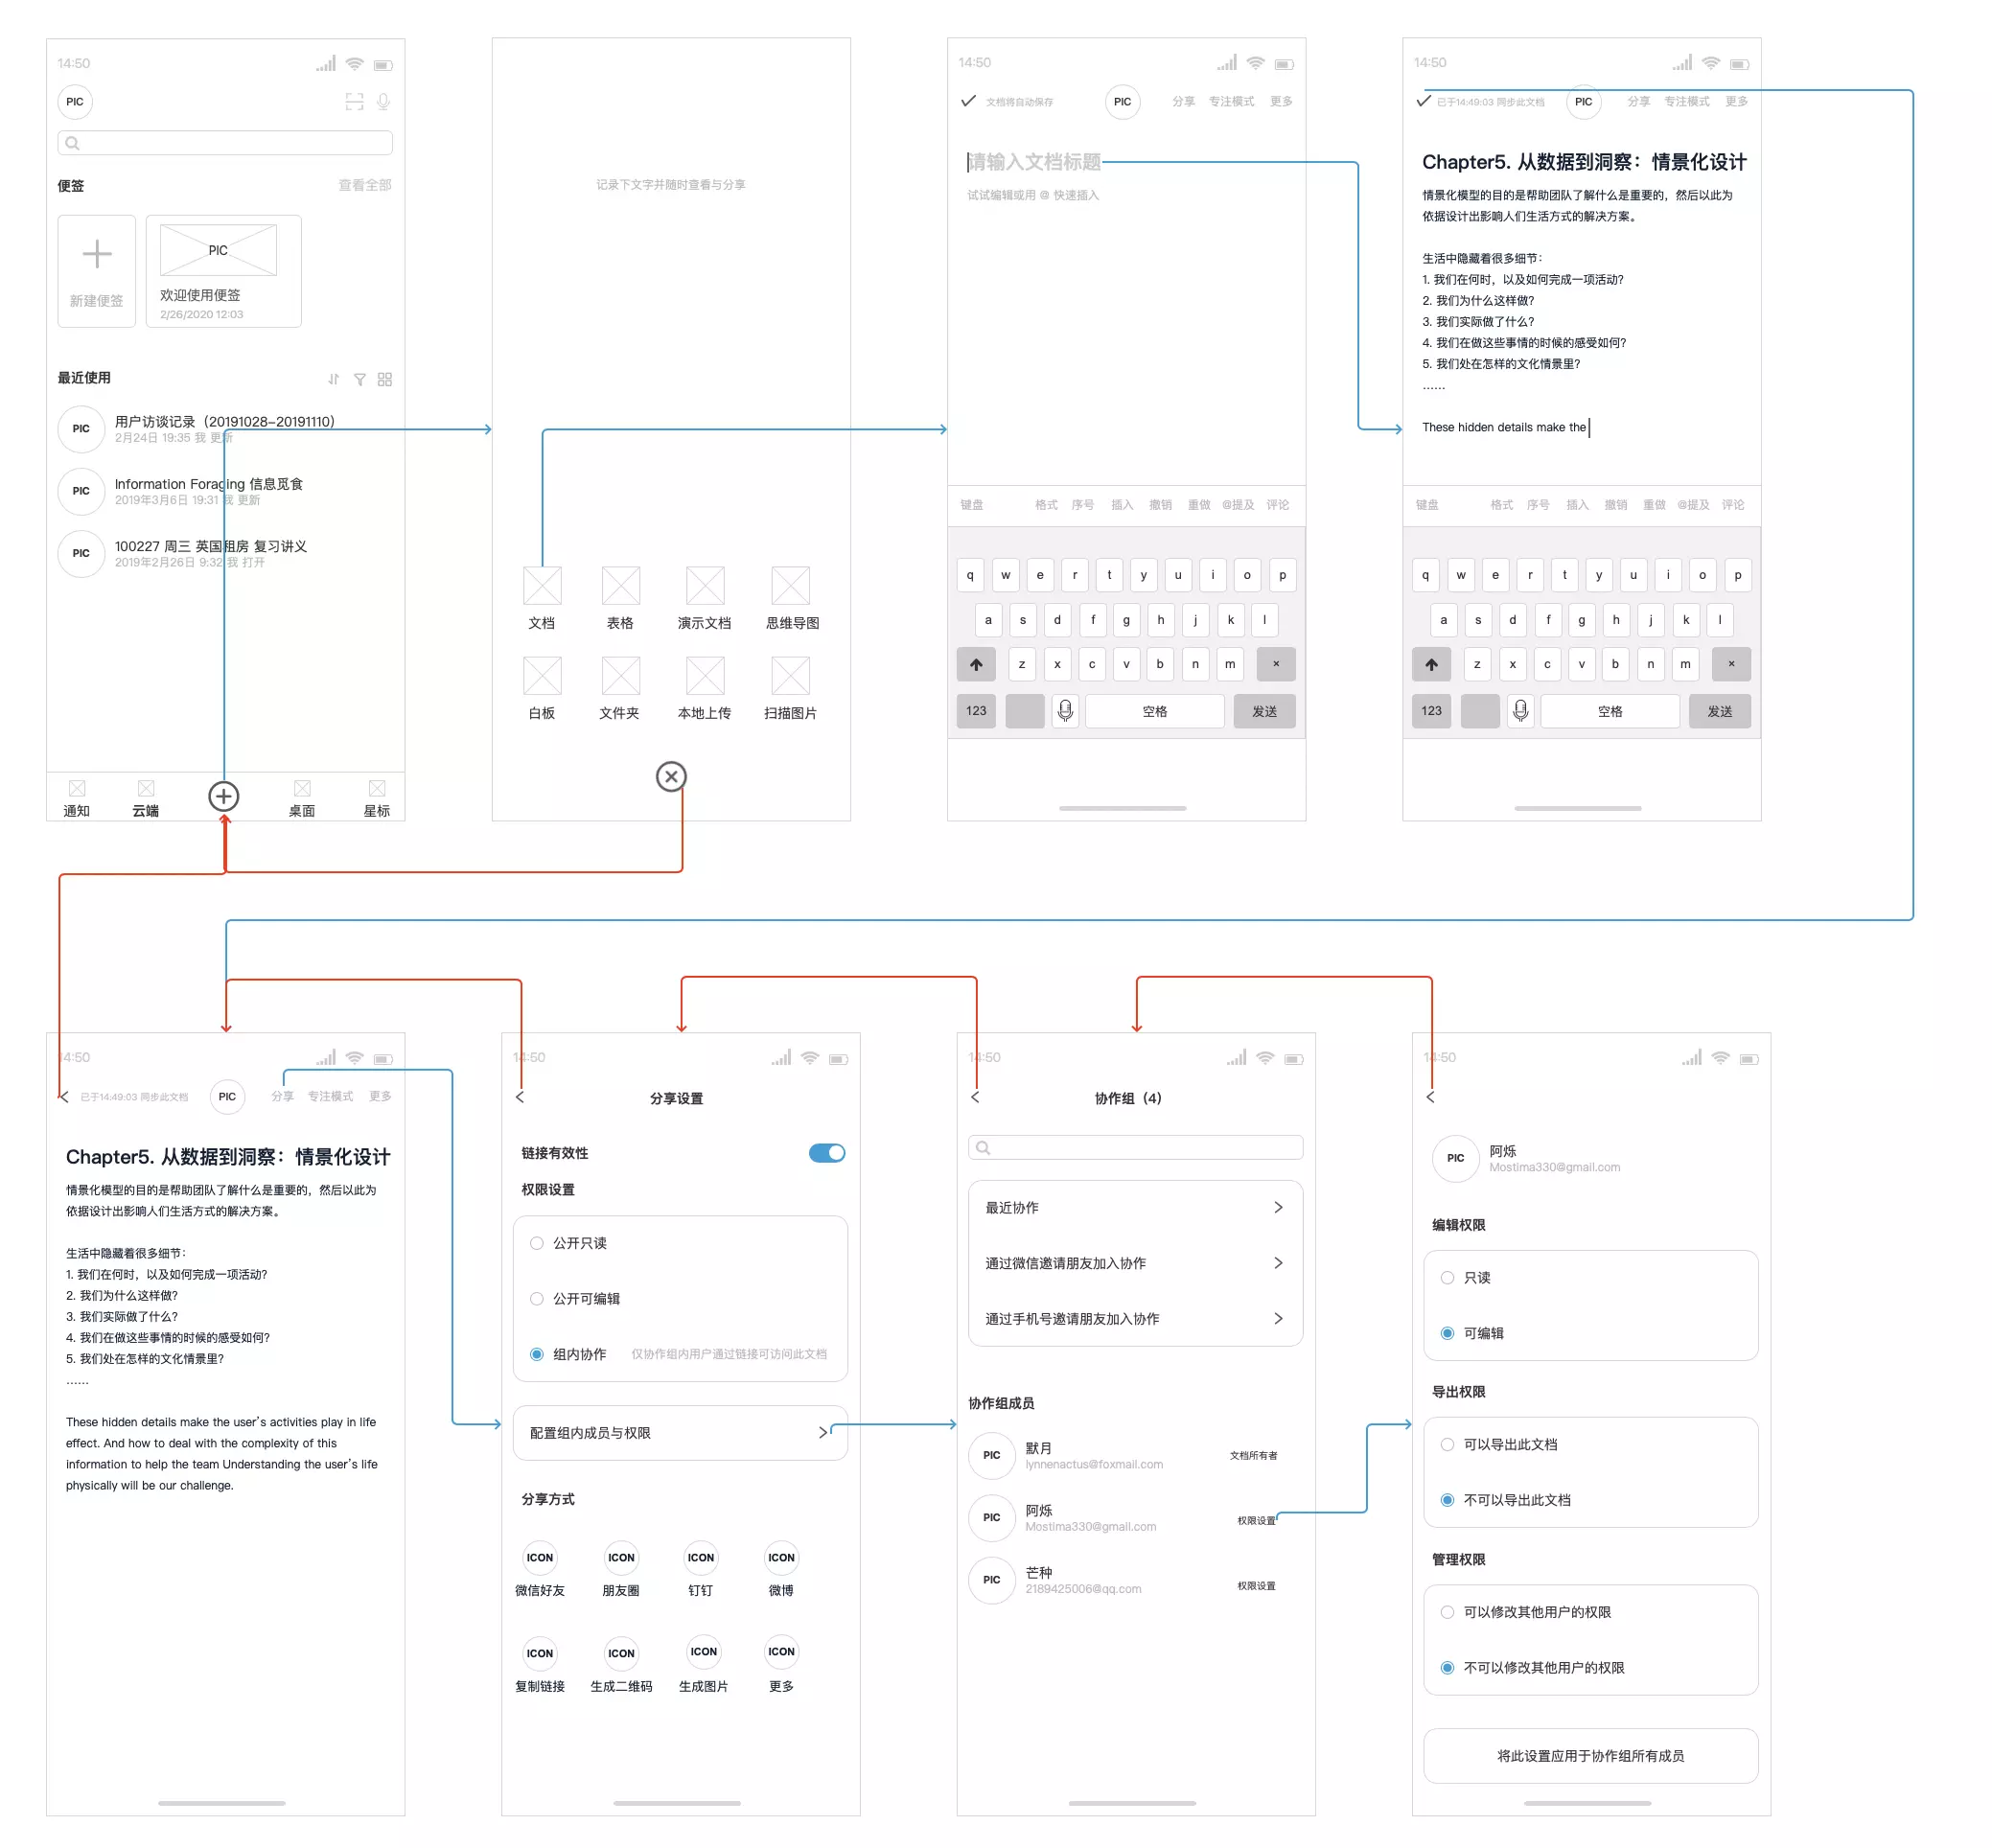 14:50
PIC
便签
查看全部
PIC
新建便签
欢迎使用便签
2/26/2020 12:03
最近使用
PIC
用户访谈记录（20191028-20191110）
2月24日 19:35 我 更新
PIC
Information Foraging 信息觅食
2019年3月6日 19:31 我 更新
PIC
100227 周三 英国租房 复习讲义
2019年2月26日 9:32 我 打开
通知
云端
桌面
星标
记录下文字并随时查看与分享
文档
表格
演示文档
思维导图
白板
文件夹
本地上传
扫描图片
14:50
文档将自动保存
PIC
分享
专注模式
更多
请输入文档标题
试试编辑或用 @ 快速插入
键盘
格式
序号
插入
撤销
重做
@提及
评论
q w e r t y u i o p
a s d f g h j k l
z x c v b n m ×
123
空格
发送
14:50
已于14:49:03 同步此文档
PIC
分享
专注模式
更多
Chapter5. 从数据到洞察：情景化设计
情景化模型的目的是帮助团队了解什么是重要的，然后以此为
依据设计出影响人们生活方式的解决方案。
生活中隐藏着很多细节：
1. 我们在何时，以及如何完成一项活动？
2. 我们为什么这样做？
3. 我们实际做了什么？
4. 我们在做这些事情的时候的感受如何？
5. 我们处在怎样的文化情景里？
……
These hidden details make the
键盘
格式
序号
插入
撤销
重做
@提及
评论
q w e r t y u i o p
a s d f g h j k l
z x c v b n m ×
123
空格
发送
14:50
已于14:49:03 同步此文档
PIC
分享
专注模式
更多
Chapter5. 从数据到洞察：情景化设计
情景化模型的目的是帮助团队了解什么是重要的，然后以此为
依据设计出影响人们生活方式的解决方案。
生活中隐藏着很多细节：
1. 我们在何时，以及如何完成一项活动？
2. 我们为什么这样做？
3. 我们实际做了什么？
4. 我们在做这些事情的时候的感受如何？
5. 我们处在怎样的文化情景里？
……
These hidden details make the user's activities play in life
effect. And how to deal with the complexity of this
information to help the team Understanding the user's life
physically will be our challenge.
14:50
分享设置
链接有效性
权限设置
公开只读
公开可编辑
组内协作
仅协作组内用户通过链接可访问此文档
配置组内成员与权限
分享方式
ICON
ICON
ICON
ICON
微信好友
朋友圈
钉钉
微博
ICON
ICON
ICON
ICON
复制链接
生成二维码
生成图片
更多
14:50
协作组（4）
最近协作
通过微信邀请朋友加入协作
通过手机号邀请朋友加入协作
协作组成员
PIC
默月
lynnenactus@foxmail.com
文档所有者
PIC
阿烁
Mostima330@gmail.com
权限设置
PIC
芒种
2189425006@qq.com
权限设置
14:50
PIC
阿烁
Mostima330@gmail.com
编辑权限
只读
可编辑
导出权限
可以导出此文档
不可以导出此文档
管理权限
可以修改其他用户的权限
不可以修改其他用户的权限
将此设置应用于协作组所有成员